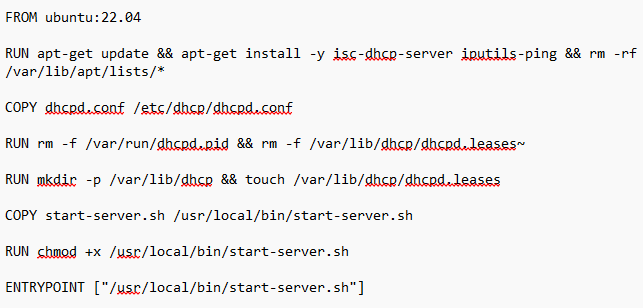 FROM ubuntu:22.04
RUN apt-get update && apt-get install -y isc-dhcp-server iputils-ping && rm -rf
/var/lib/apt/lists/*
COPY dhcpd.conf /etc/dhcp/dhcpd.conf
RUN rm -f /var/run/dhcpd.pid && rm -f /var/lib/dhcp/dhcpd.leases~
RUN mkdir -p /var/lib/dhcp && touch /var/lib/dhcp/dhcpd.leases
COPY start-server.sh /usr/local/bin/start-server.sh
RUN chmod +x /usr/local/bin/start-server.sh
ENTRYPOINT ["/usr/local/bin/start-server.sh"]